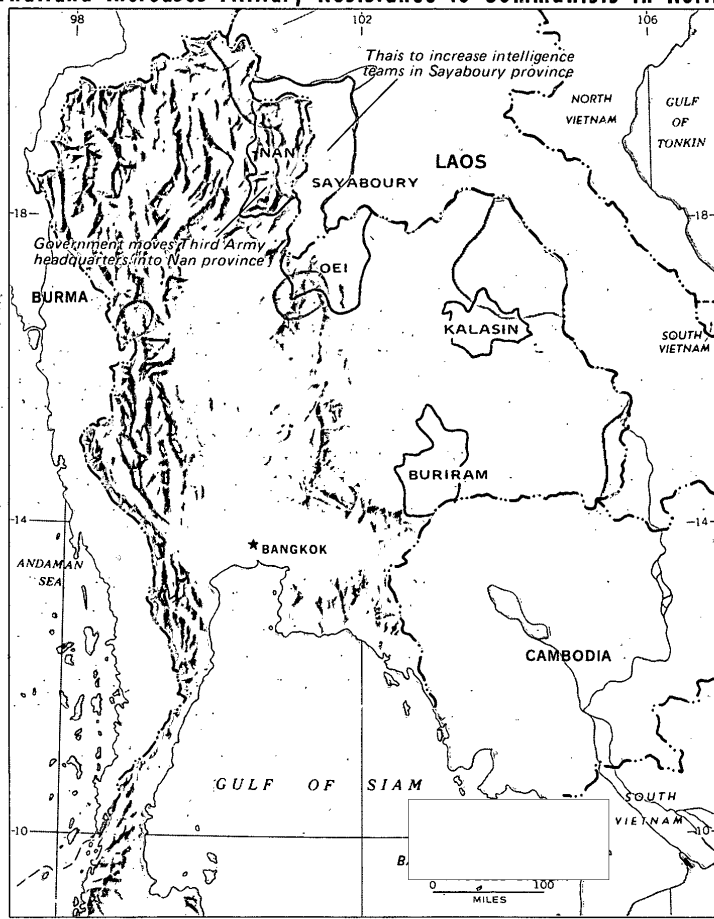 98 102 106
Thais to increase intelligence
teams in Sayaboury province
NORTH
VIETNAM
GULF
OF
TONKIN
NAN
LAOS
SAYABOURY
18
18
Government moves Third Army
headquarters into Nan province
LOEI
BURMA
KALASIN
SOUTH
VIETNAM
BURIRAM
14
14
BANGKOK
ANDAMAN
SEA
CAMBODIA
GULF OF SIAM
SOUTH
VIETNAM
10
10
0 100
MILES